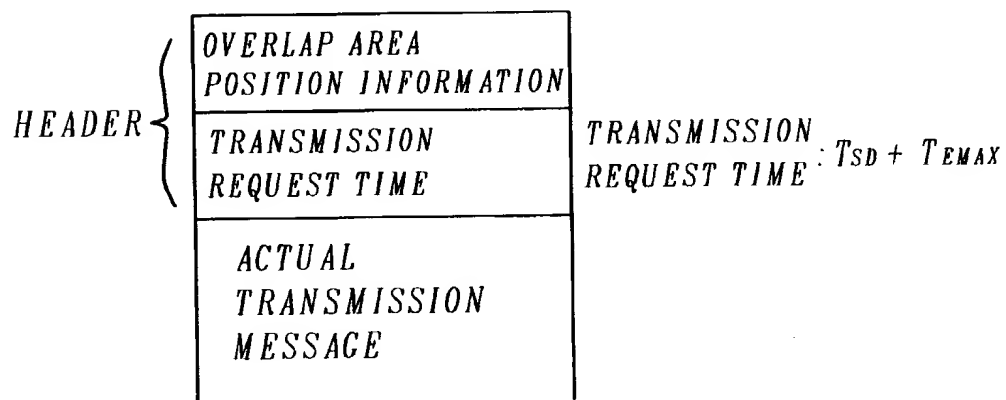 OVERLAP AREA
POSITION INFORMATION
HEADER
TRANSMISSION
REQUEST TIME
TRANSMISSION
REQUEST TIME : TSD + TEMAX
ACTUAL
TRANSMISSION
MESSAGE